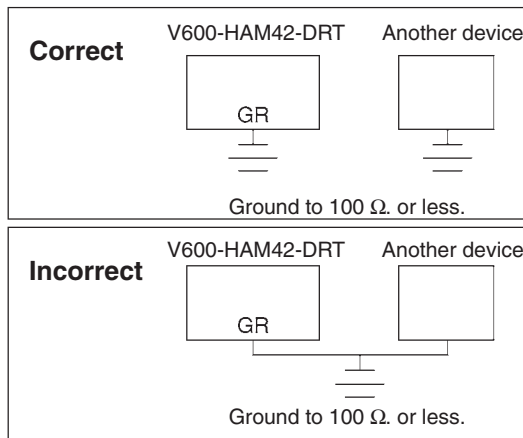 V600-HAM42-DRT Another device
Correct
GR
Ground to 100 Ω. or less.
V600-HAM42-DRT Another device
Incorrect
GR
Ground to 100 Ω. or less.